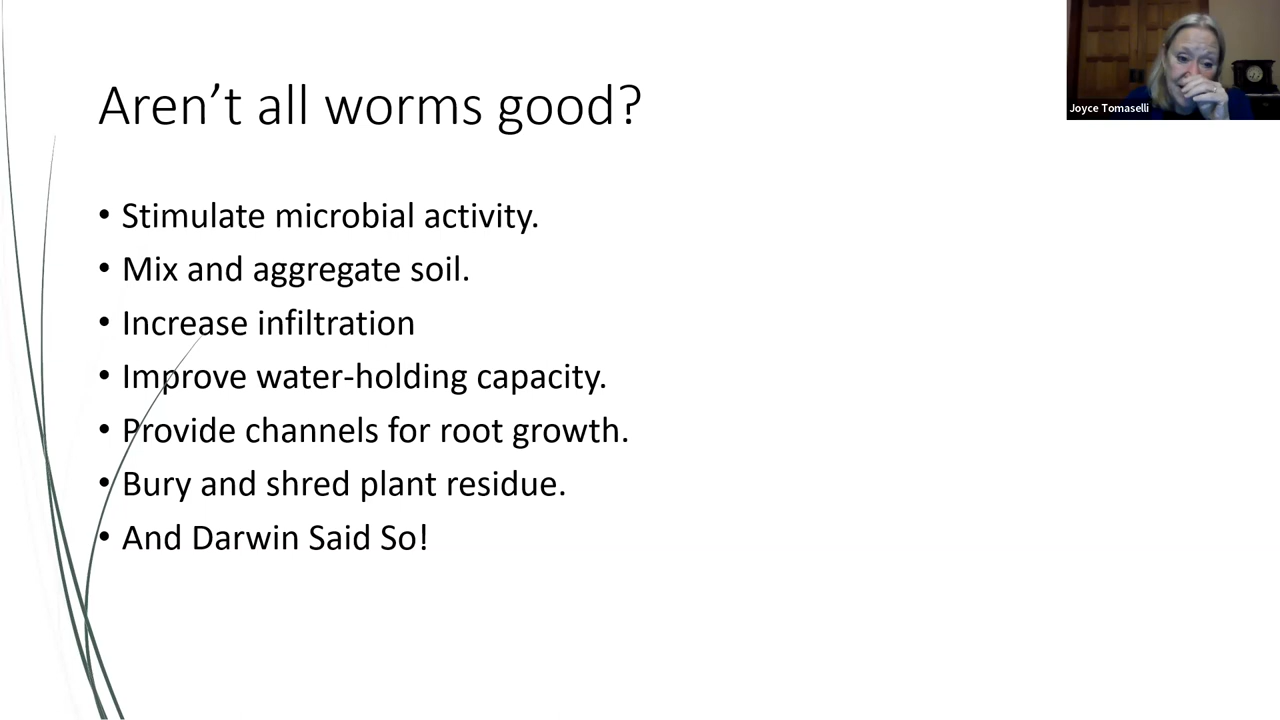 Aren’t all worms good?
Joyce Tomaselli
• Stimulate microbial activity.
• Mix and aggregate soil.
• Increase infiltration
• Improve water-holding capacity.
• Provide channels for root growth.
• Bury and shred plant residue.
• And Darwin Said So!